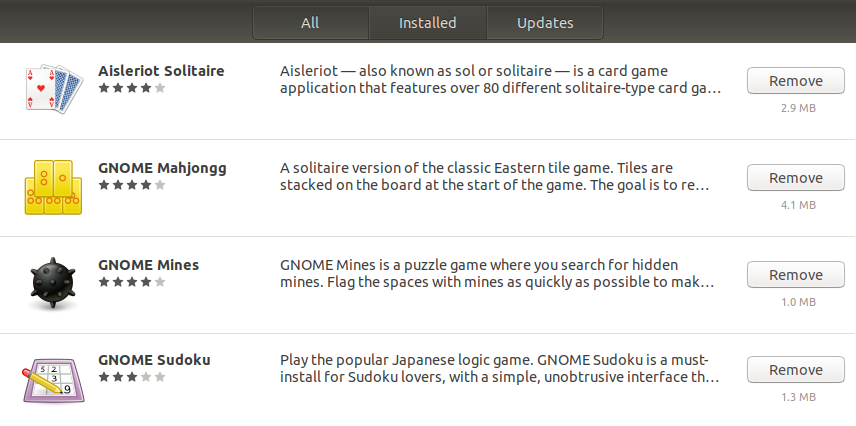 All Installed Updates
Aisleriot Solitaire
Aisleriot — also known as sol or solitaire — is a card game
application that features over 80 different solitaire-type card ga…
Remove
2.9 MB
GNOME Mahjongg
A solitaire version of the classic Eastern tile game. Tiles are
stacked on the board at the start of the game. The goal is to re…
Remove
4.1 MB
GNOME Mines
GNOME Mines is a puzzle game where you search for hidden
mines. Flag the spaces with mines as quickly as possible to mak…
Remove
1.0 MB
GNOME Sudoku
Play the popular Japanese logic game. GNOME Sudoku is a must-
install for Sudoku lovers, with a simple, unobtrusive interface th…
Remove
1.3 MB